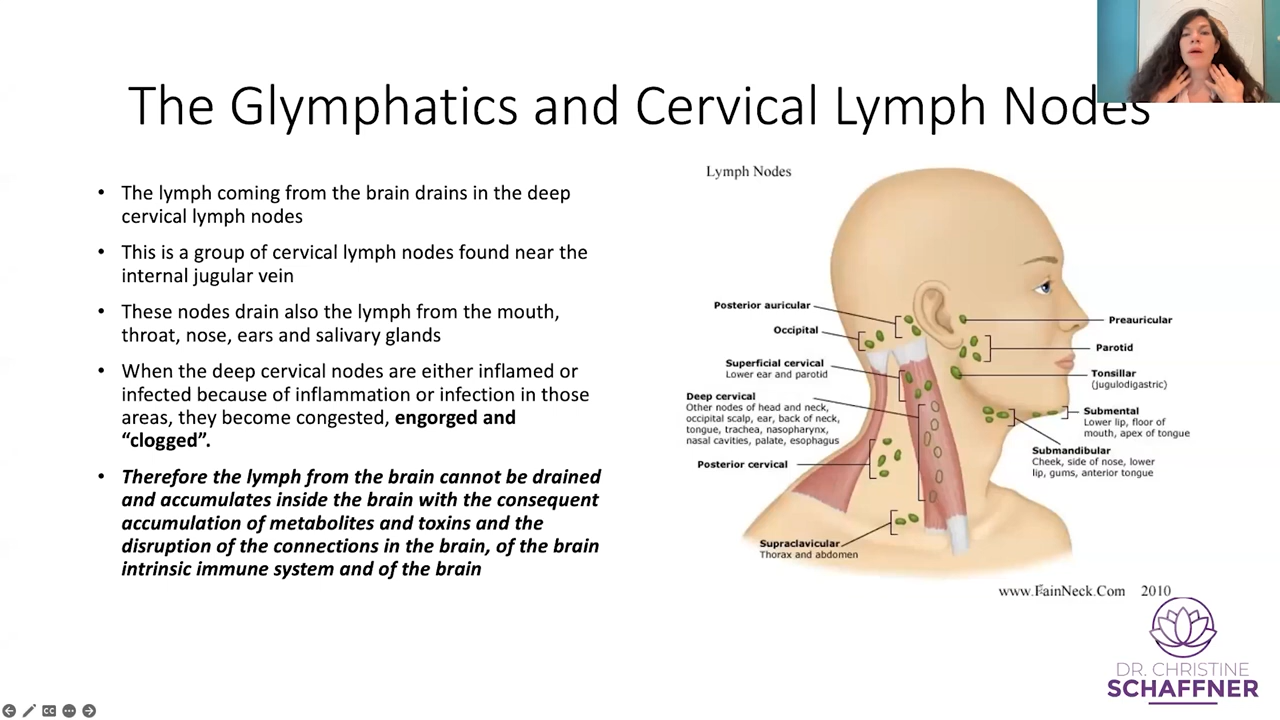 The Glymphatics and Cervical Lymph Nodes
• The lymph coming from the brain drains in the deep
cervical lymph nodes
• This is a group of cervical lymph nodes found near the
internal jugular vein
• These nodes drain also the lymph from the mouth,
throat, nose, ears and salivary glands
• When the deep cervical nodes are either inflamed or
infected because of inflammation or infection in those
areas, they become congested, engorged and
“clogged”.
• Therefore the lymph from the brain cannot be drained
and accumulates inside the brain with the consequent
accumulation of metabolites and toxins and the
disruption of the connections in the brain, of the brain
intrinsic immune system and of the brain
Lymph Nodes
Posterior auricular
Occipital
Superficial cervical
Lower ear and parotid
Deep cervical
Other nodes of head and neck,
occipital scalp, ear, back of neck,
tongue, trachea, nasopharynx,
nasal cavities, palate, esophagus
Posterior cervical
Supraclavicular
Thorax and abdomen
Preauricular
Parotid
Tonsillar
(jugulodigastric)
Submental
Lower lip, floor of
mouth, apex of tongue
Submandibular
Cheek, side of nose, lower
lip, gums, anterior tongue
www.FainNeck.Com 2010
DR. CHRISTINE
SCHAFFNER
CC